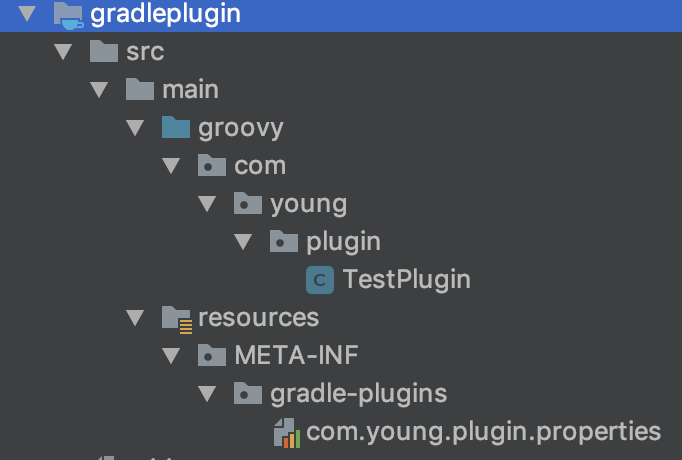 gradleplugin
src
main
groovy
com
young
plugin
C TestPlugin
resources
META-INF
gradle-plugins
com.young.plugin.properties